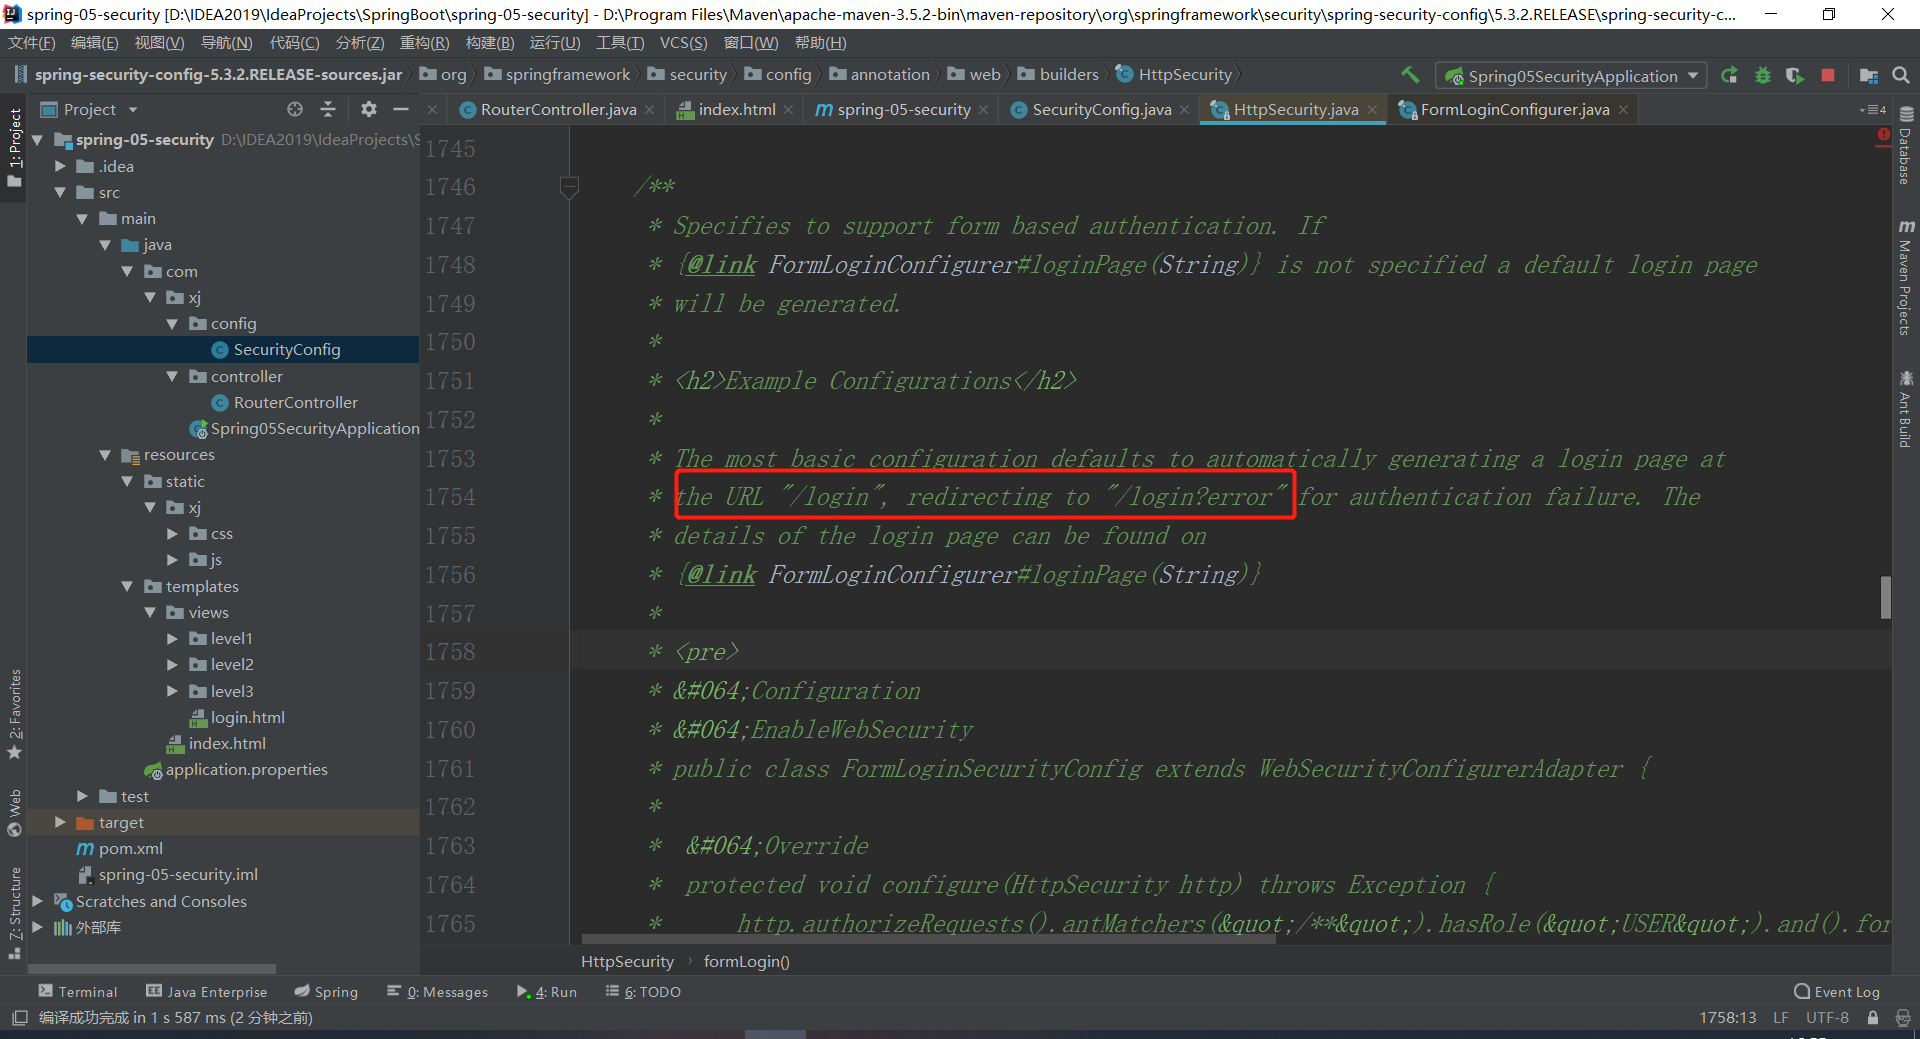 spring-05-security [D:\IDEA2019\IdeaProjects\SpringBoot\spring-05-security] - D:\Program Files\Maven\apache-maven-3.5.2-bin\maven-repository\org\springframework\security\spring-security-config\5.3.2.RELEASE\spring-security-c...
文件(F) 编辑(E) 视图(V) 导航(N) 代码(C) 分析(Z) 重构(R) 构建(B) 运行(U) 工具(T) VCS(S) 窗口(W) 帮助(H)
spring-security-config-5.3.2.RELEASE-sources.jar org springframework security config annotation web builders HttpSecurity Spring05SecurityApplication
Project RouterController.java index.html spring-05-security SecurityConfig.java HttpSecurity.java FormLoginConfigurer.java 4
1: Project
2: Favorites
Web
7: Structure
spring-05-security D:\IDEA2019\IdeaProjects\S
.idea
src
main
java
com
xj
config
SecurityConfig
controller
RouterController
Spring05SecurityApplication
resources
static
xj
css
js
templates
views
level1
level2
level3
login.html
index.html
application.properties
test
target
pom.xml
spring-05-security.iml
Scratches and Consoles
外部库
1745
1746 /**
1747 * Specifies to support form based authentication. If
1748 * {@link FormLoginConfigurer#loginPage(String)} is not specified a default login page
1749 * will be generated.
1750 *
1751 * <h2>Example Configurations</h2>
1752 *
1753 * The most basic configuration defaults to automatically generating a login page at
1754 * the URL "/login", redirecting to "/login?error" for authentication failure. The
1755 * details of the login page can be found on
1756 * {@link FormLoginConfigurer#loginPage(String)}
1757 *
1758 * <pre>
1759 * &#064;Configuration
1760 * &#064;EnableWebSecurity
1761 * public class FormLoginSecurityConfig extends WebSecurityConfigurerAdapter {
1762 *
1763 * &#064;Override
1764 * protected void configure(HttpSecurity http) throws Exception {
1765 * http.authorizeRequests().antMatchers(&quot;/**&quot;).hasRole(&quot;USER&quot;).and().for
Database
Maven Projects
Ant Build
HttpSecurity formLogin()
Terminal Java Enterprise Spring 0: Messages 4: Run 6: TODO Event Log
编译成功完成 in 1 s 587 ms (2 分钟之前) 1758:13 LF UTF-8